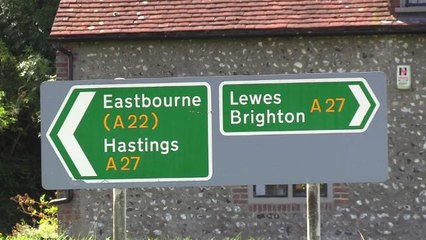 Eastbourne
(A22)
Hastings
A27
Lewes
Brighton
A27